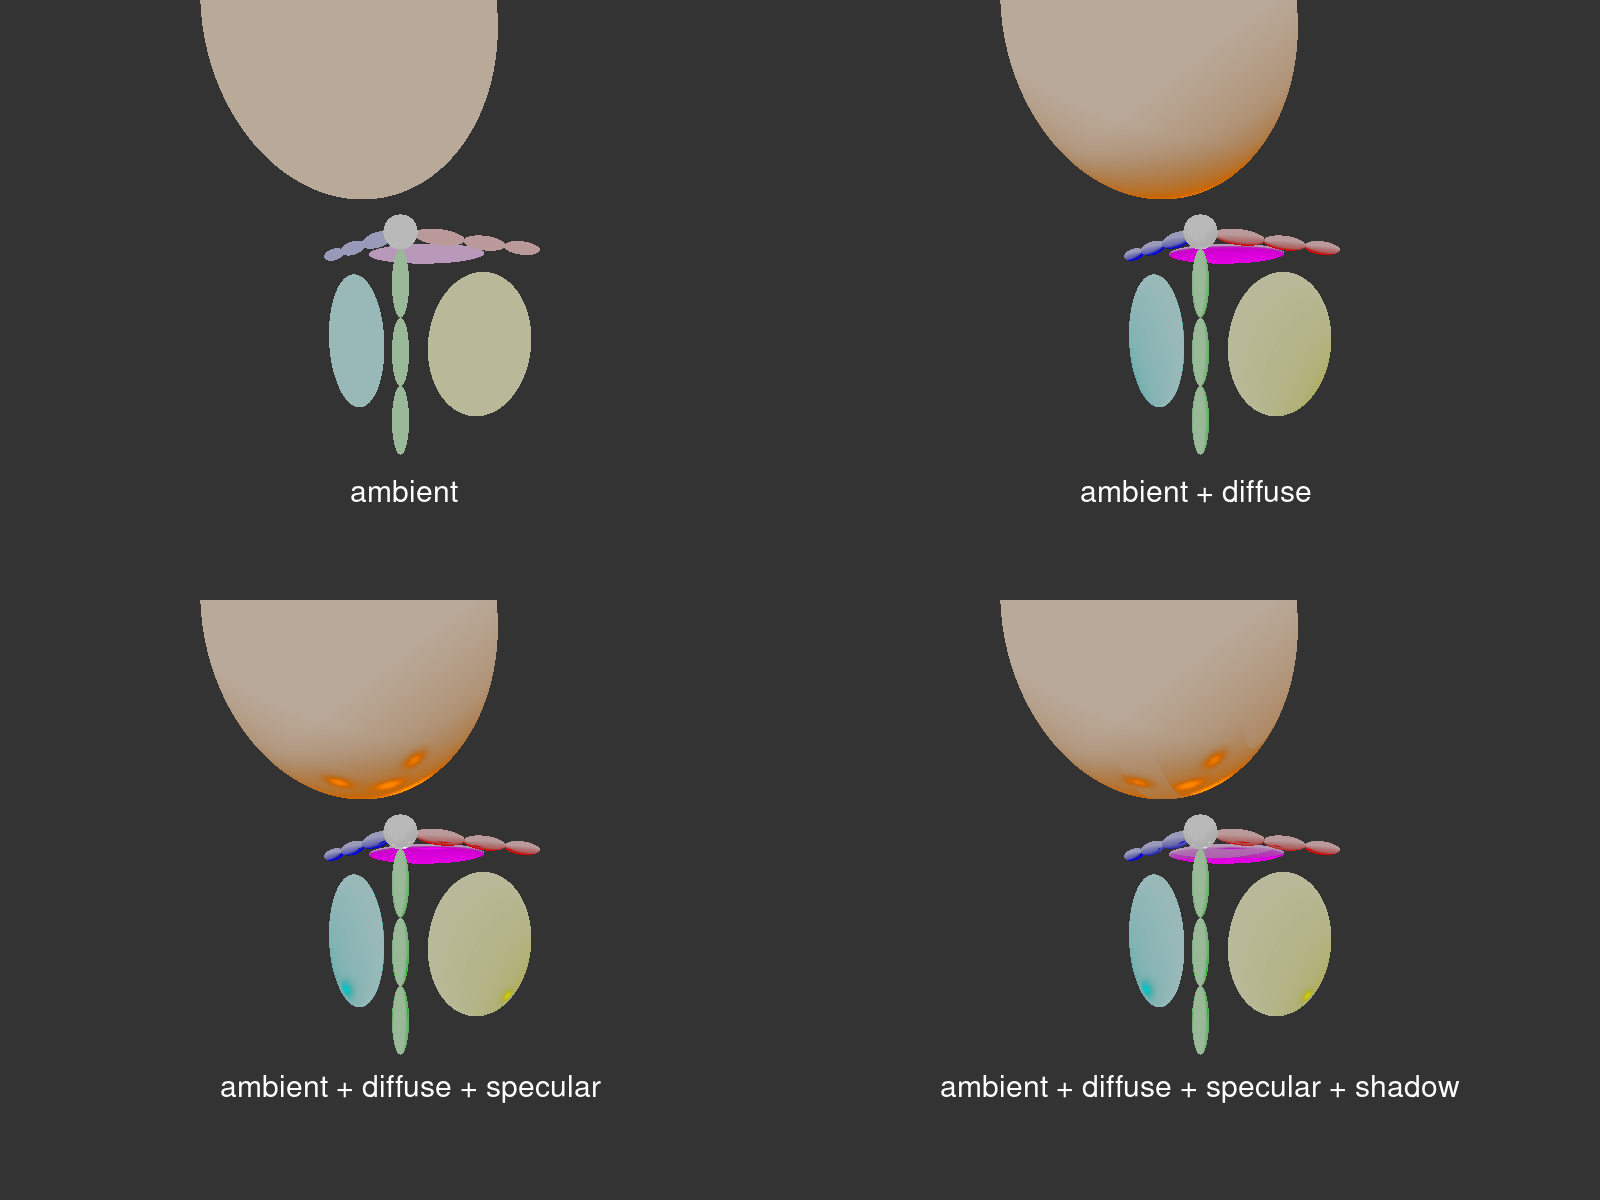 ambient
ambient + diffuse
ambient + diffuse + specular
ambient + diffuse + specular + shadow